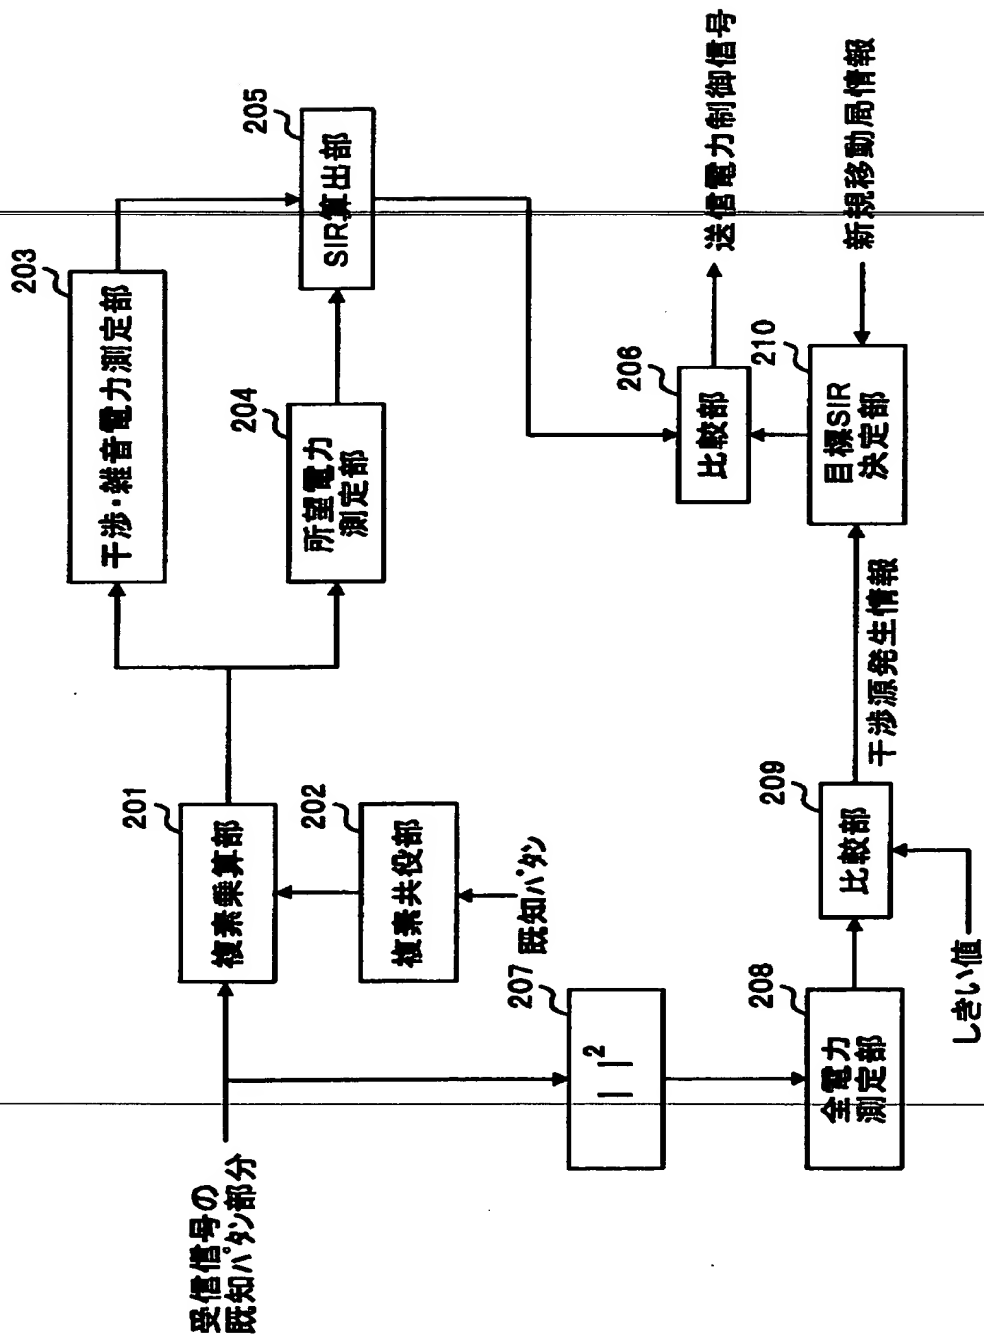 受信信号の
既知パタン部分
201
複素乗算部
202
複素共役部
既知パタン
203
干渉・雑音電力測定部
204
所望電力
測定部
205
SIR算出部
206
比較部
送信電力制御信号
207
| |²
208
全電力
測定部
209
比較部
しきい値
干渉源発生情報
210
目標SIR
決定部
新規移動局情報